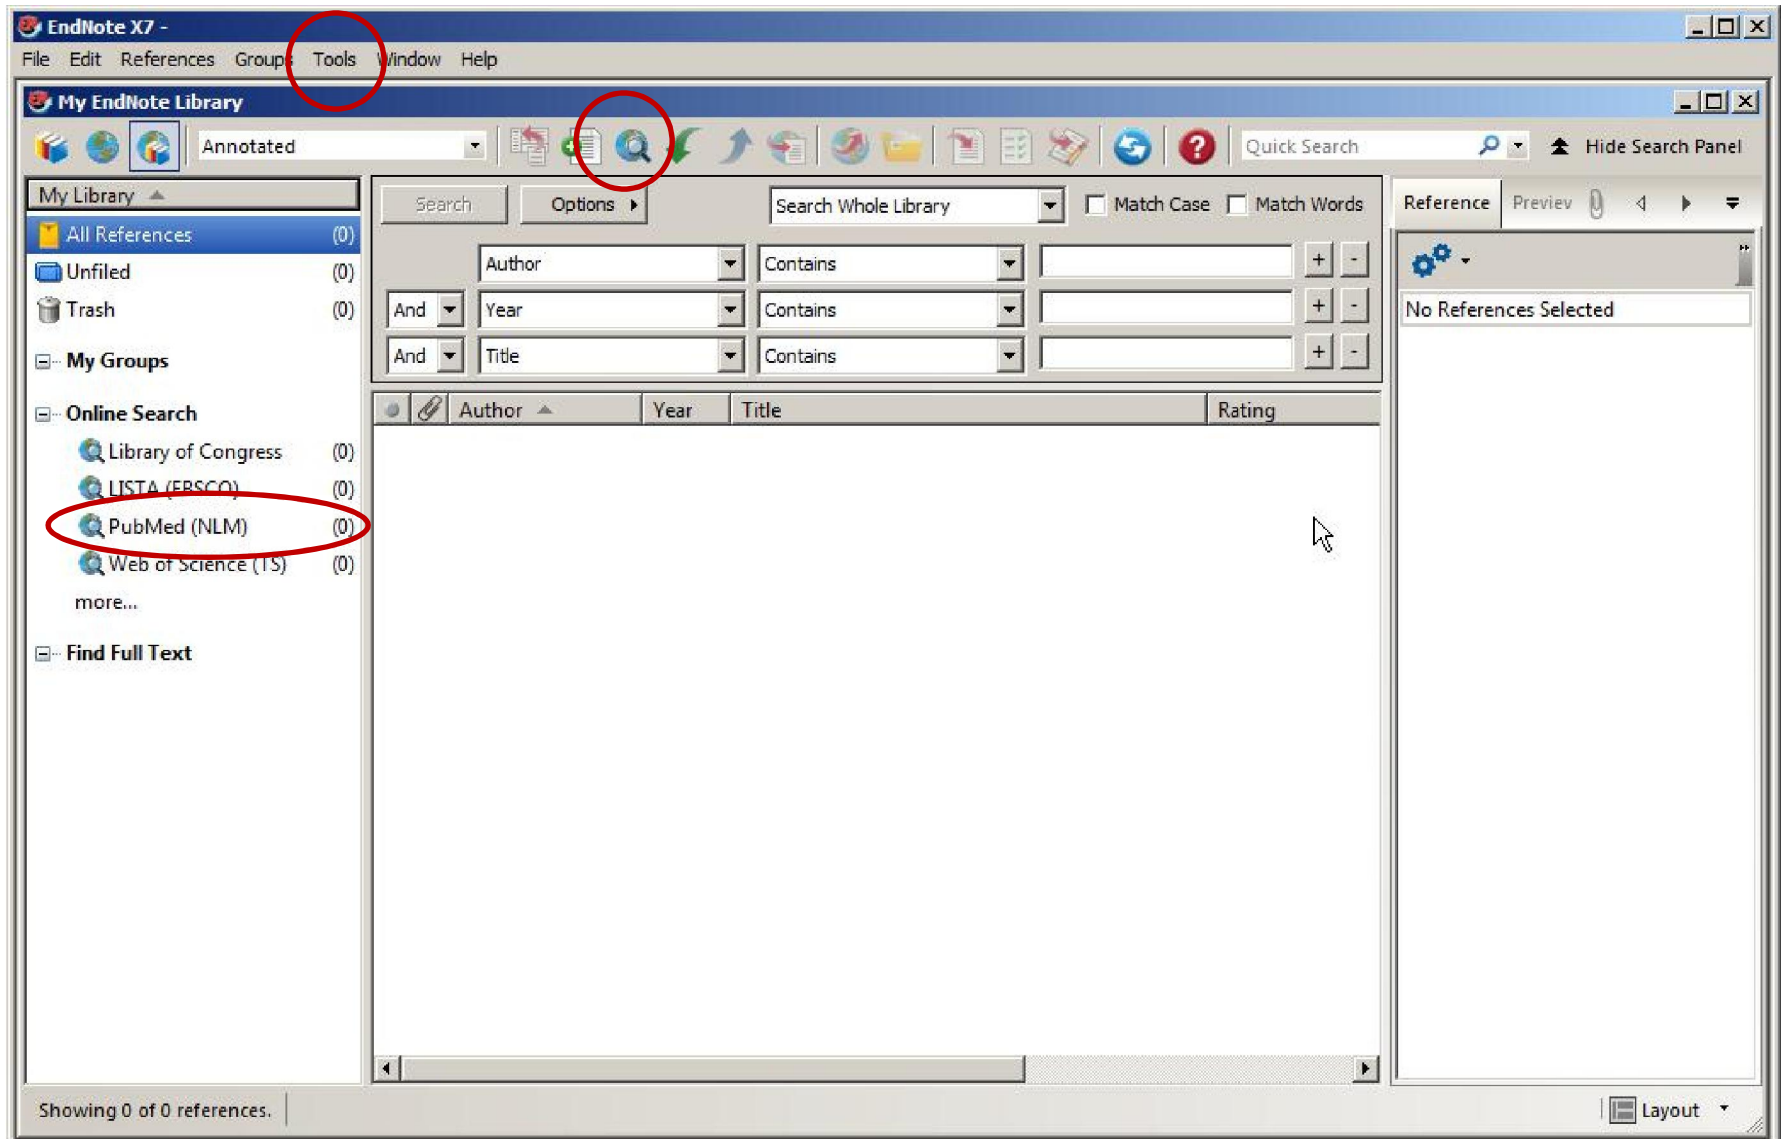 EndNote X7 -
File Edit References Groups Tools Window Help
My EndNote Library
Annotated Quick Search Hide Search Panel
My Library
All References (0)
Unfiled (0)
Trash (0)
My Groups
Online Search
Library of Congress (0)
LISTA (EBSCO) (0)
PubMed (NLM) (0)
Web of Science (TS) (0)
more...
Find Full Text
Search Options Search Whole Library Match Case Match Words
Author Contains + -
And Year Contains + -
And Title Contains + -
Author Year Title Rating
Reference Previev
No References Selected
Showing 0 of 0 references.
Layout